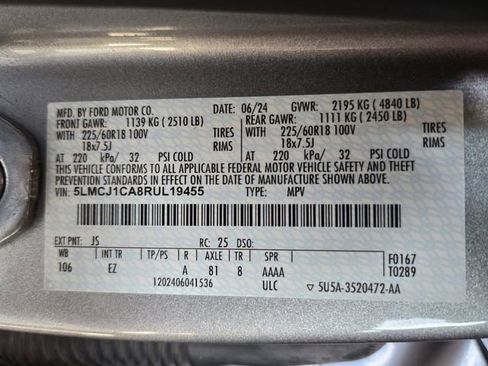 MFD. BY FORD MOTOR CO. 06/24 GVWR: 2195 KG ( 4840 LB)
FRONT GAWR: 1139 KG ( 2510 LB) REAR GAWR: 1111 KG ( 2450 LB)
WITH 225/60R18 100V TIRES WITH 225/60R18 100V TIRES
18x7.5J RIMS 18x7.5J RIMS
AT 220 kPa/ 32 PSI COLD AT 220 kPa/ 32 PSI COLD
THIS VEHICLE CONFORMS TO ALL APPLICABLE FEDERAL MOTOR VEHICLE SAFETY AND THEFT
PREVENTION STANDARDS IN EFFECT ON THE DATE OF MANUFACTURE SHOWN ABOVE.
VIN: 5LMCJ1CA8RUL19455 TYPE: MPV
EXT PNT: JS RC: 25 DSO:
WB INT TR TP/PS R AXLE TR SPR F0167
106 EZ A 81 8 AAAA T0289
1202406041536 ULC ▽ 5U5A-3520472-AA